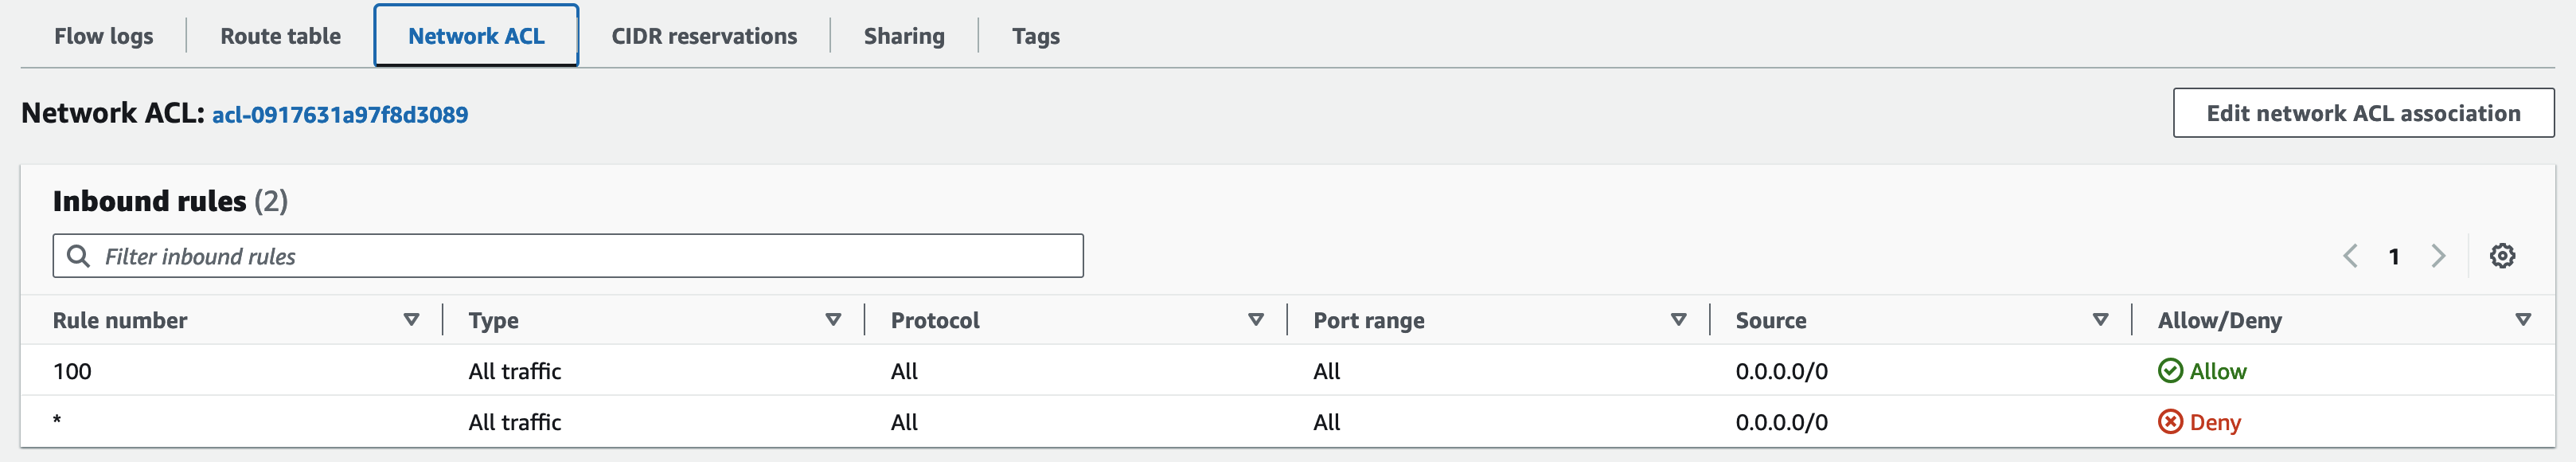 Flow logs Route table Network ACL CIDR reservations Sharing Tags
Network ACL: acl-0917631a97f8d3089 Edit network ACL association
Inbound rules (2)
Filter inbound rules 1
Rule number Type Protocol Port range Source Allow/Deny
100 All traffic All All 0.0.0.0/0 Allow
* All traffic All All 0.0.0.0/0 Deny